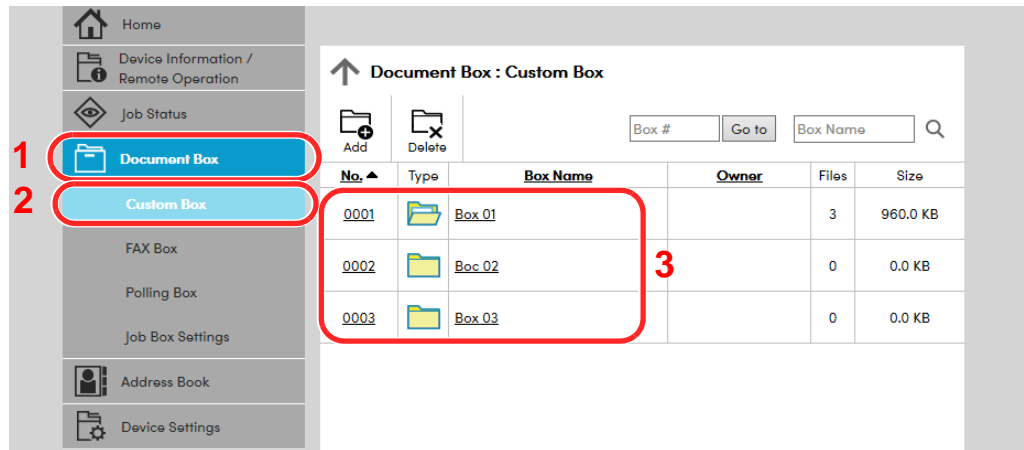 Home
Device Information /
Remote Operation
Job Status
1
Document Box
2
Custom Box
FAX Box
Polling Box
Job Box Settings
Address Book
Device Settings
Document Box : Custom Box
Add
Delete
Box #
Go to
Box Name
No. Type Box Name Owner Files Size
0001 Box 01 3 960.0 KB
0002 Boc 02 0 0.0 KB
3
0003 Box 03 0 0.0 KB